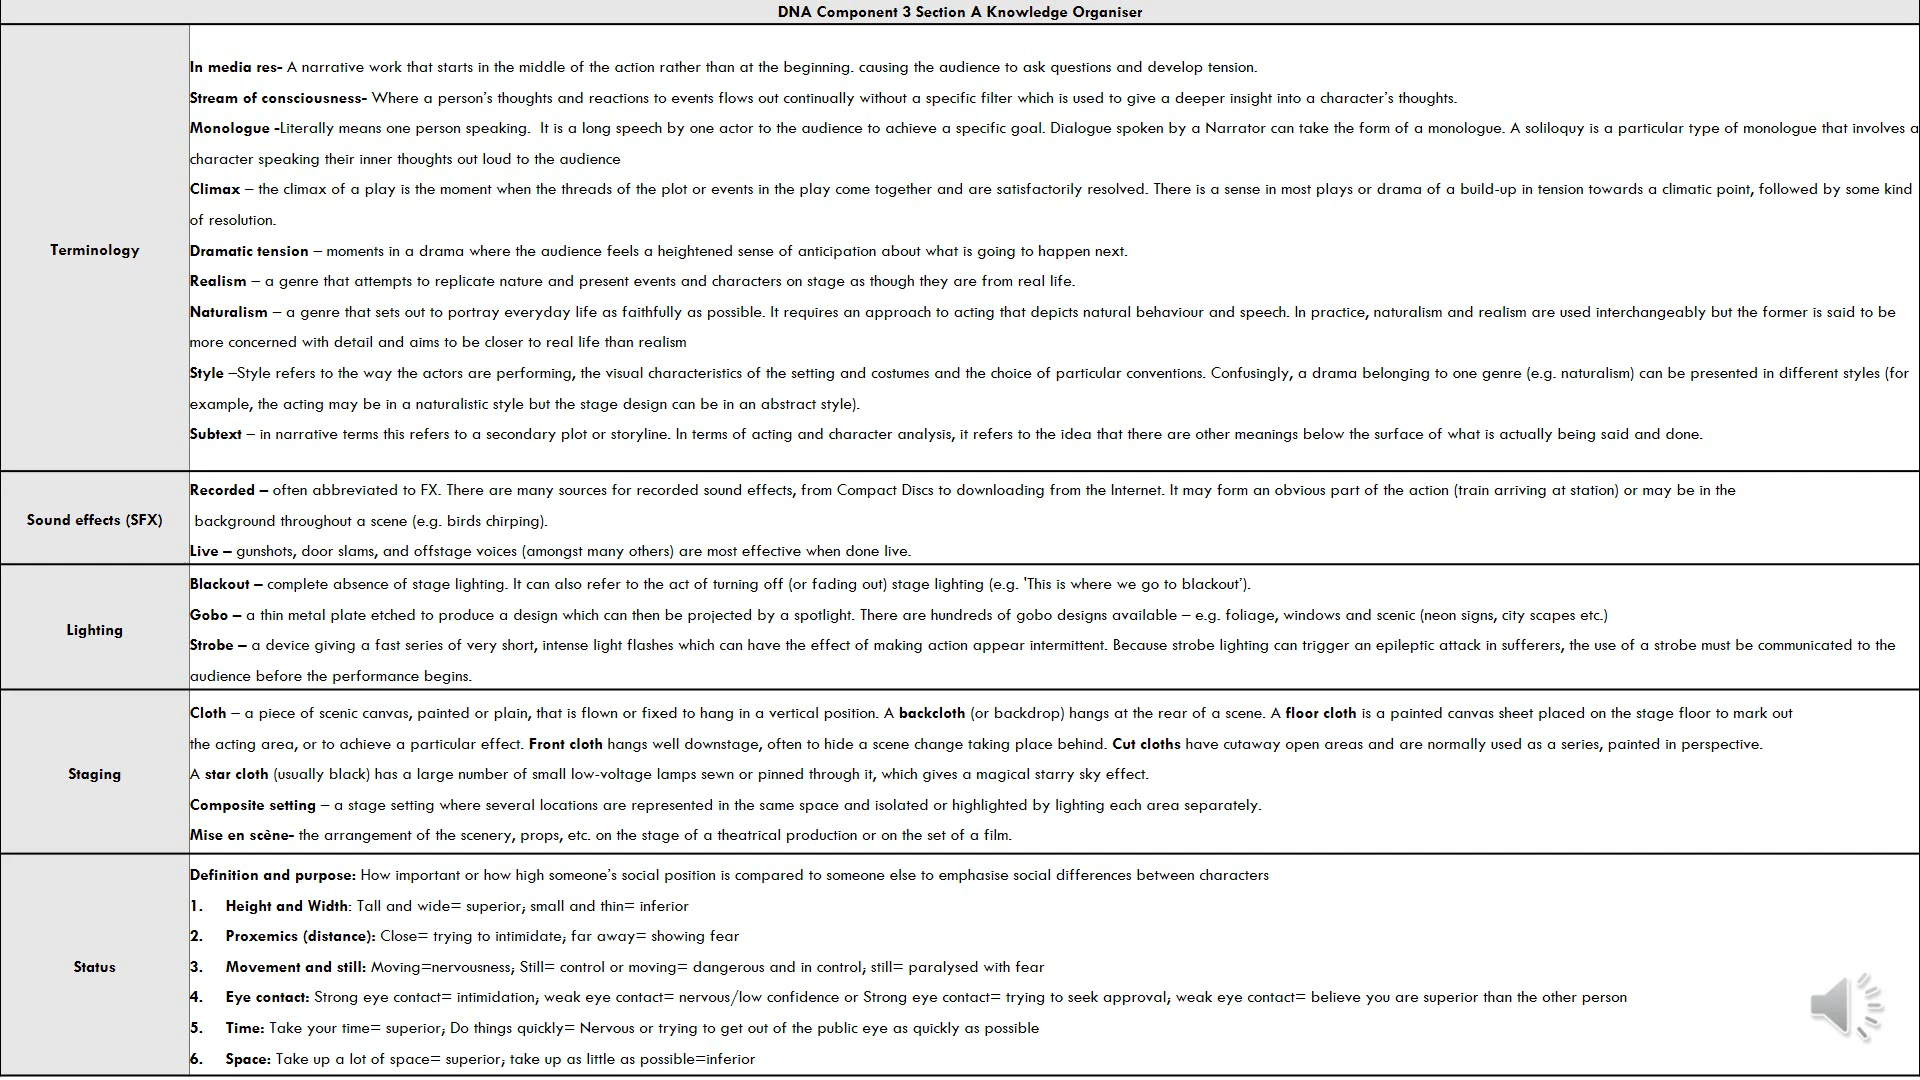 DNA Component 3 Section A Knowledge Organiser
Terminology
In media res- A narrative work that starts in the middle of the action rather than at the beginning. causing the audience to ask questions and develop tension.
Stream of consciousness- Where a person's thoughts and reactions to events flows out continually without a specific filter which is used to give a deeper insight into a character's thoughts.
Monologue -Literally means one person speaking.  It is a long speech by one actor to the audience to achieve a specific goal. Dialogue spoken by a Narrator can take the form of a monologue. A soliloquy is a particular type of monologue that involves a
character speaking their inner thoughts out loud to the audience
Climax – the climax of a play is the moment when the threads of the plot or events in the play come together and are satisfactorily resolved. There is a sense in most plays or drama of a build-up in tension towards a climatic point, followed by some kind
of resolution.
Dramatic tension – moments in a drama where the audience feels a heightened sense of anticipation about what is going to happen next.
Realism – a genre that attempts to replicate nature and present events and characters on stage as though they are from real life.
Naturalism – a genre that sets out to portray everyday life as faithfully as possible. It requires an approach to acting that depicts natural behaviour and speech. In practice, naturalism and realism are used interchangeably but the former is said to be
more concerned with detail and aims to be closer to real life than realism
Style –Style refers to the way the actors are performing, the visual characteristics of the setting and costumes and the choice of particular conventions. Confusingly, a drama belonging to one genre (e.g. naturalism) can be presented in different styles (for
example, the acting may be in a naturalistic style but the stage design can be in an abstract style).
Subtext – in narrative terms this refers to a secondary plot or storyline. In terms of acting and character analysis, it refers to the idea that there are other meanings below the surface of what is actually being said and done.
Sound effects (SFX)
Recorded – often abbreviated to FX. There are many sources for recorded sound effects, from Compact Discs to downloading from the Internet. It may form an obvious part of the action (train arriving at station) or may be in the
background throughout a scene (e.g. birds chirping).
Live – gunshots, door slams, and offstage voices (amongst many others) are most effective when done live.
Lighting
Blackout – complete absence of stage lighting. It can also refer to the act of turning off (or fading out) stage lighting (e.g. 'This is where we go to blackout').
Gobo – a thin metal plate etched to produce a design which can then be projected by a spotlight. There are hundreds of gobo designs available – e.g. foliage, windows and scenic (neon signs, city scapes etc.)
Strobe – a device giving a fast series of very short, intense light flashes which can have the effect of making action appear intermittent. Because strobe lighting can trigger an epileptic attack in sufferers, the use of a strobe must be communicated to the
audience before the performance begins.
Staging
Cloth – a piece of scenic canvas, painted or plain, that is flown or fixed to hang in a vertical position. A backcloth (or backdrop) hangs at the rear of a scene. A floor cloth is a painted canvas sheet placed on the stage floor to mark out
the acting area, or to achieve a particular effect. Front cloth hangs well downstage, often to hide a scene change taking place behind. Cut cloths have cutaway open areas and are normally used as a series, painted in perspective.
A star cloth (usually black) has a large number of small low-voltage lamps sewn or pinned through it, which gives a magical starry sky effect.
Composite setting – a stage setting where several locations are represented in the same space and isolated or highlighted by lighting each area separately.
Mise en scène- the arrangement of the scenery, props, etc. on the stage of a theatrical production or on the set of a film.
Status
Definition and purpose: How important or how high someone's social position is compared to someone else to emphasise social differences between characters
1. Height and Width: Tall and wide= superior; small and thin= inferior
2. Proxemics (distance): Close= trying to intimidate; far away= showing fear
3. Movement and still: Moving=nervousness; Still= control or moving= dangerous and in control; still= paralysed with fear
4. Eye contact: Strong eye contact= intimidation; weak eye contact= nervous/low confidence or Strong eye contact= trying to seek approval; weak eye contact= believe you are superior than the other person
5. Time: Take your time= superior; Do things quickly= Nervous or trying to get out of the public eye as quickly as possible
6. Space: Take up a lot of space= superior; take up as little as possible=inferior